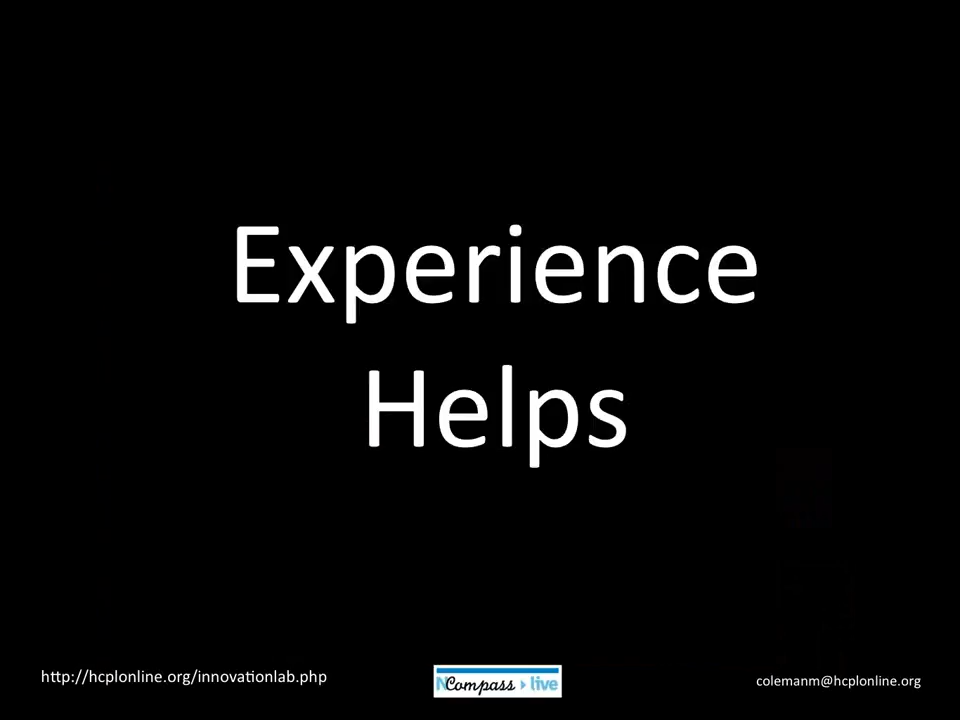 Experience
Helps
http://hcplonline.org/innovationlab.php
NCompass live
colemanm@hcplonline.org